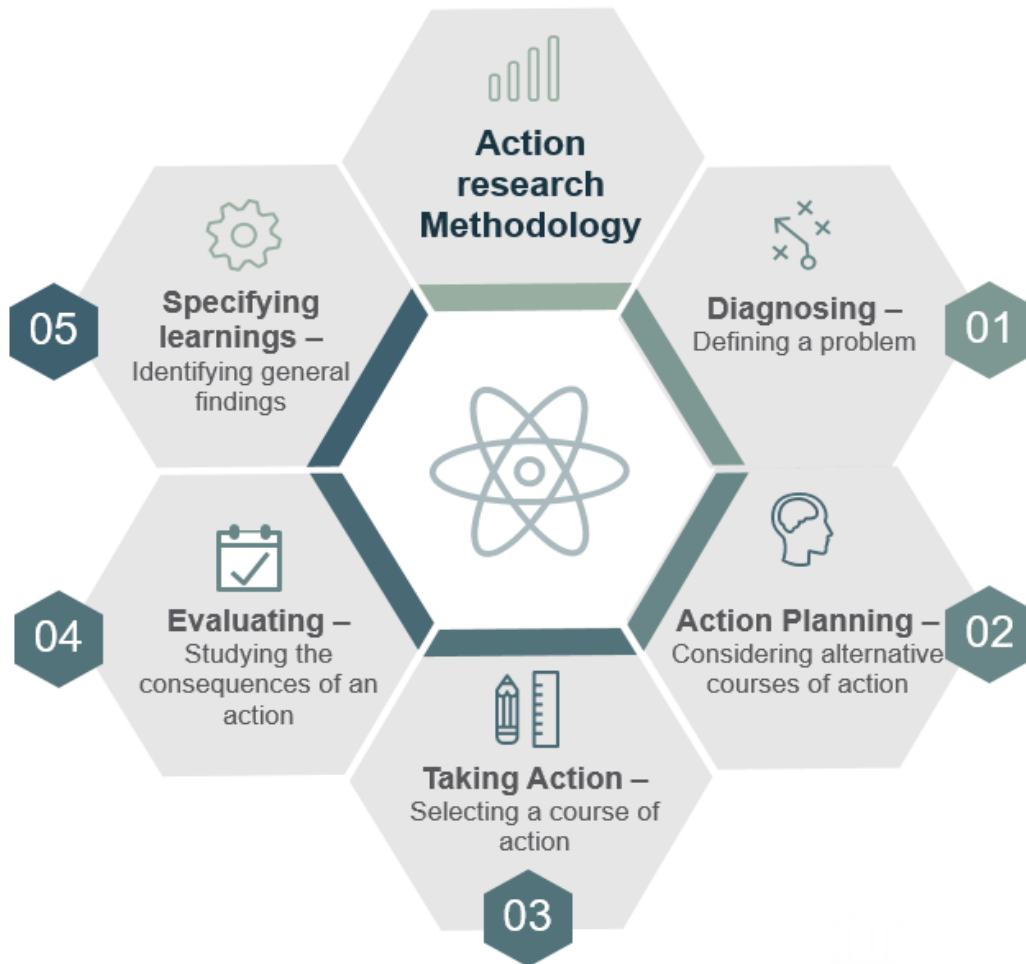 Action
research
Methodology
Diagnosing –
Defining a problem
01
Action Planning –
Considering alternative
courses of action
02
Taking Action –
Selecting a course of
action
03
Evaluating –
Studying the
consequences of an
action
04
Specifying
learnings –
Identifying general
findings
05